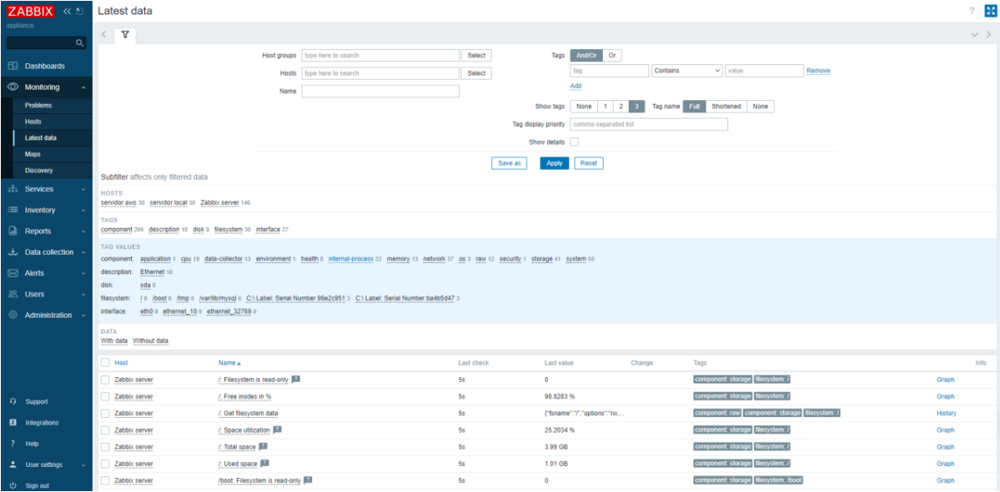 ZABBIX
appliance
Dashboards
Monitoring
Problems
Hosts
Latest data
Maps
Discovery
Services
Inventory
Reports
Data collection
Alerts
Users
Administration
Support
Integrations
Help
User settings
Sign out
Latest data
?
Host groups type here to search Select
Hosts type here to search Select
Name
Tags And/Or Or
tag Contains value Remove
Add
Show tags None 1 2 3 Tag name Full Shortened None
Tag display priority comma-separated list
Show details
Save as Apply Reset
Subfilter affects only filtered data
HOSTS
servidor aws 30 servidor local 30 Zabbix server 146
TAGS
component 206 description 18 disk 8 filesystem 30 interface 27
TAG VALUES
component: application 1 cpu 19 data-collector 13 environment 1 health 8 internal-process 22 memory 13 network 37 os 3 raw 12 security 1 storage 41 system 50
description: Ethernet 18
disk: sda 8
filesystem: / 6 /boot 6 /tmp 6 /var/lib/mysql 6 C:\ Label: Serial Number 98e2c951 3 C:\ Label: Serial Number ba4b5d47 3
interface: eth0 9 ethernet_10 9 ethernet_32769 9
DATA
With data Without data
Host Name Last check Last value Change Tags Info
Zabbix server /: Filesystem is read-only ? 5s 0 component: storage filesystem: / Graph
Zabbix server /: Free inodes in % 5s 98.8283 % component: storage filesystem: / Graph
Zabbix server /: Get filesystem data 5s {"fsname":"/","options":"rw,... component: raw component: storage filesystem: / History
Zabbix server /: Space utilization ? 5s 25.2034 % component: storage filesystem: / Graph
Zabbix server /: Total space ? 5s 3.99 GB component: storage filesystem: / Graph
Zabbix server /: Used space ? 5s 1.01 GB component: storage filesystem: / Graph
Zabbix server /boot: Filesystem is read-only ? 5s 0 component: storage filesystem: /boot Graph